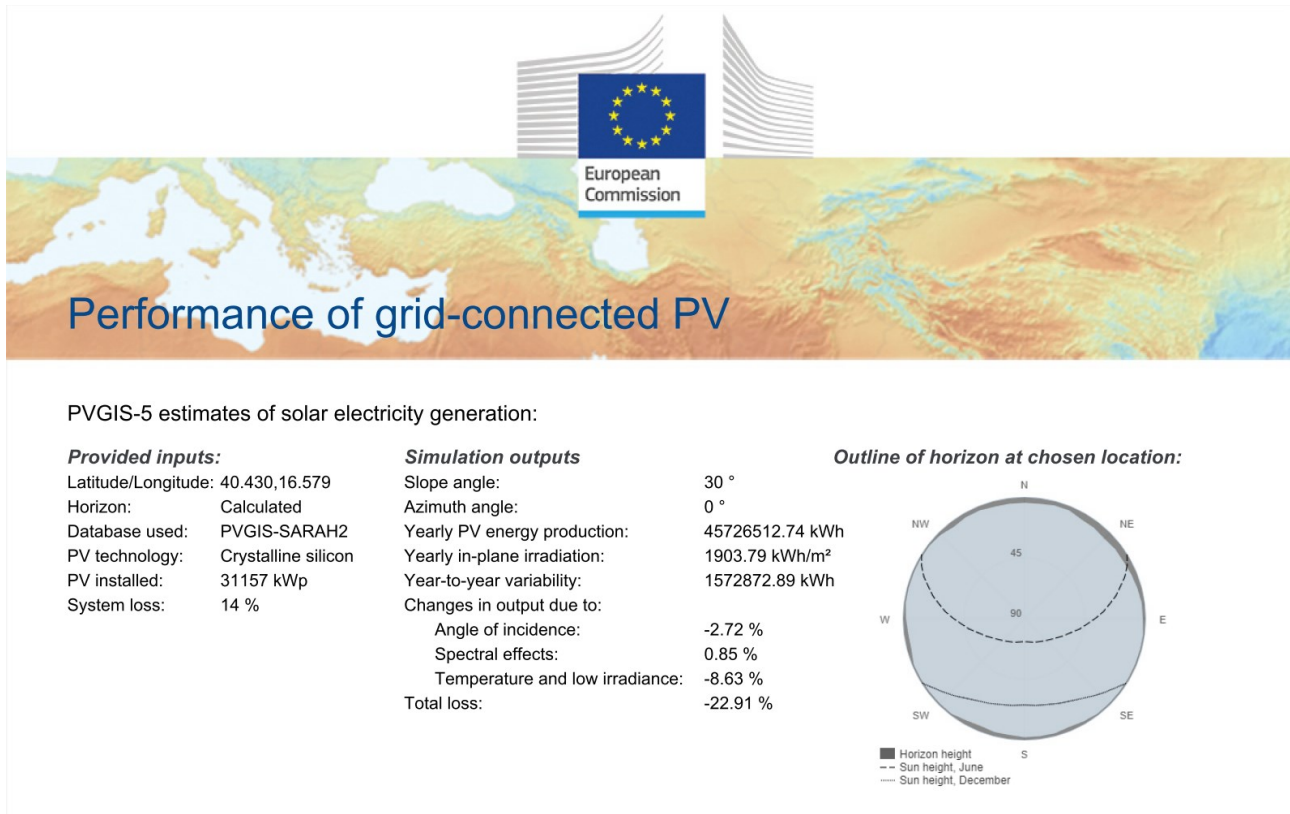 European
Commission
Performance of grid-connected PV
PVGIS-5 estimates of solar electricity generation:
Provided inputs:
Latitude/Longitude: 40.430,16.579
Horizon: Calculated
Database used: PVGIS-SARAH2
PV technology: Crystalline silicon
PV installed: 31157 kWp
System loss: 14 %
Simulation outputs
Slope angle: 30 °
Azimuth angle: 0 °
Yearly PV energy production: 45726512.74 kWh
Yearly in-plane irradiation: 1903.79 kWh/m²
Year-to-year variability: 1572872.89 kWh
Changes in output due to:
Angle of incidence: -2.72 %
Spectral effects: 0.85 %
Temperature and low irradiance: -8.63 %
Total loss: -22.91 %
Outline of horizon at chosen location:
N
NW NE
45
90
W E
SW SE
S
Horizon height
Sun height, June
Sun height, December